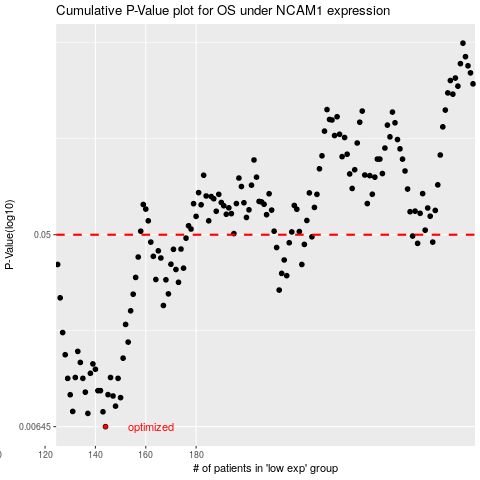 Cumulative P-Value plot for OS under NCAM1 expression
P-Value(log10)
0.05
0.00645
optimized
0
120
140
160
180
# of patients in 'low exp' group